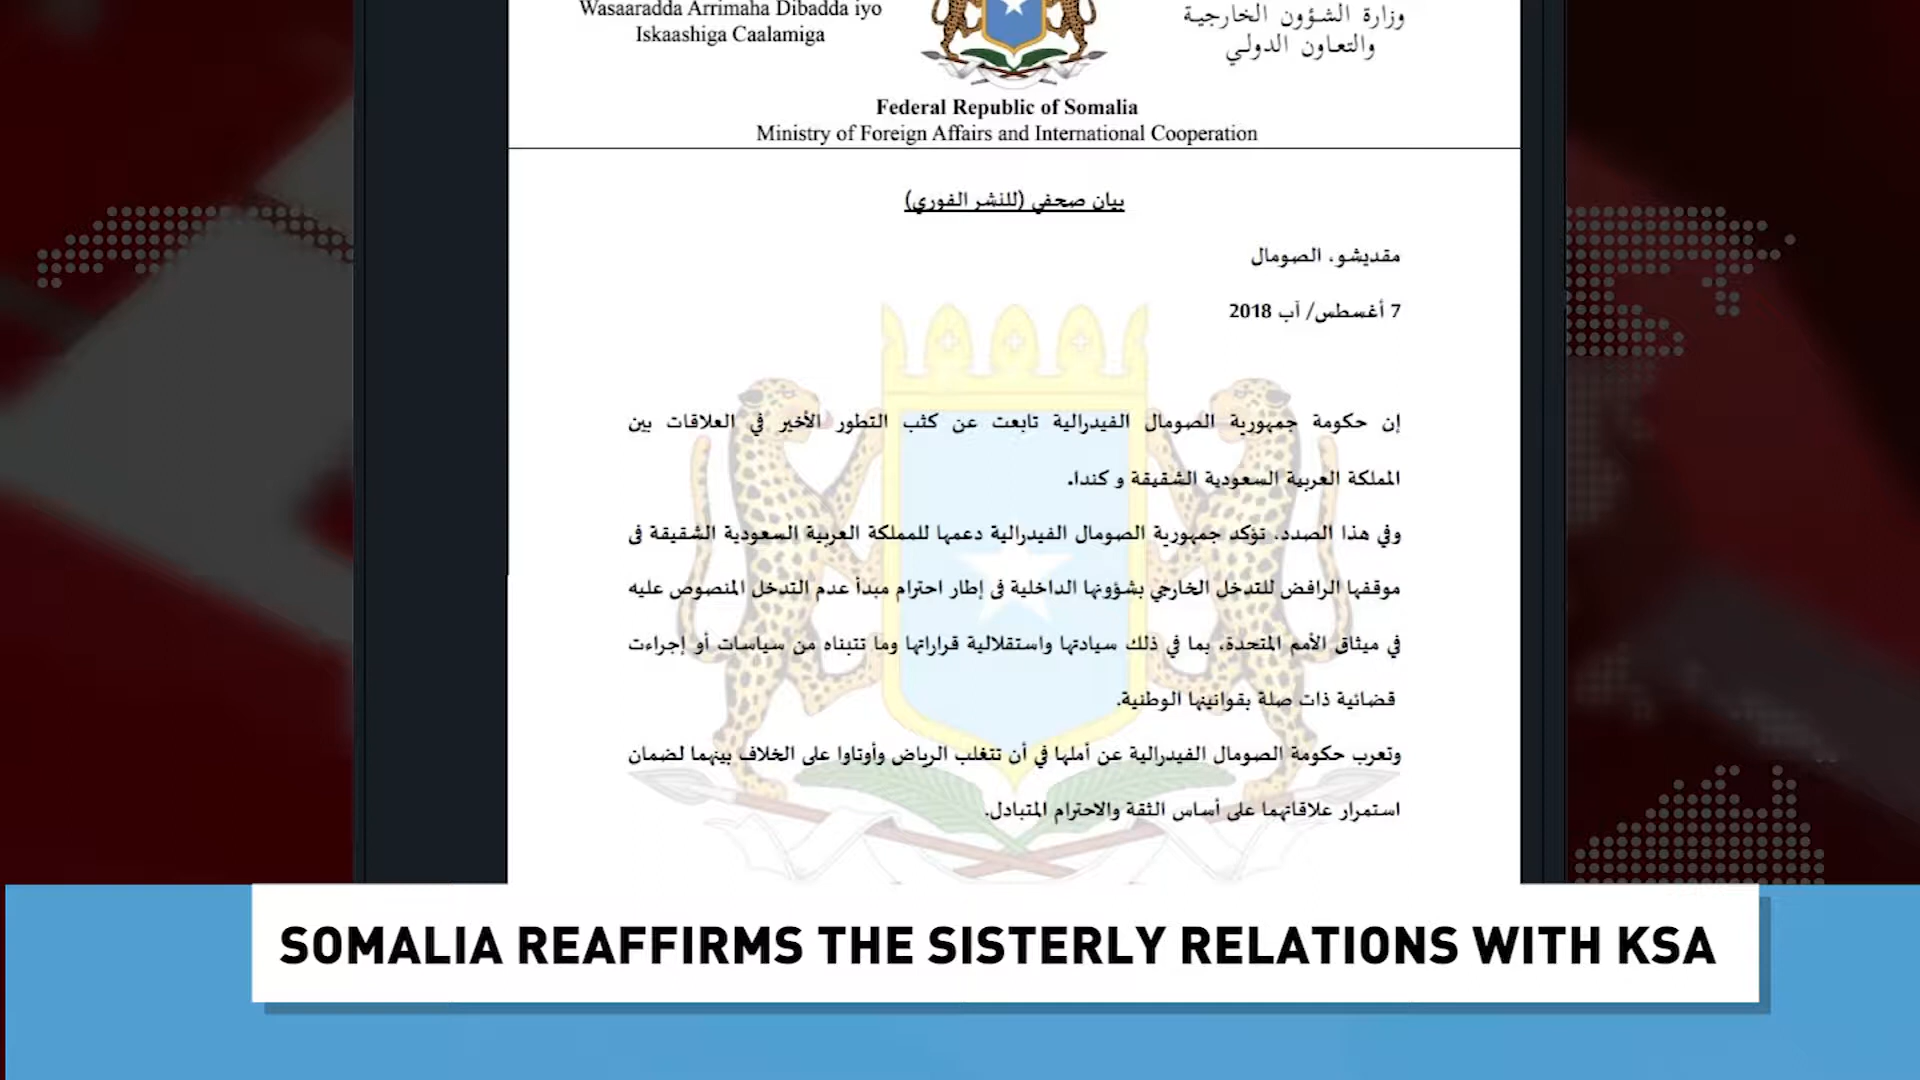 Wasaaradda Arrimaha Dibadda iyo
Iskaashiga Caalamiga
وزارة الشؤون الخارجية
والتعاون الدولي
Federal Republic of Somalia
Ministry of Foreign Affairs and International Cooperation
بيان صحفي (للنشر الفوري)
مقديشو، الصومال
7 أغسطس/ آب 2018
إن حكومة جمهورية الصومال الفيدرالية تابعت عن كثب التطور الأخير في العلاقات بين
المملكة العربية السعودية الشقيقة و كندا.
وفي هذا الصدد، تؤكد جمهورية الصومال الفيدرالية دعمها للمملكة العربية السعودية الشقيقة فى
موقفها الرافض للتدخل الخارجي بشؤونها الداخلية فى إطار احترام مبدأ عدم التدخل المنصوص عليه
في ميثاق الأمم المتحدة، بما في ذلك سيادتها واستقلالية قراراتها وما تتبناه من سياسات أو إجراءت
قضائية ذات صلة بقوانينها الوطنية.
وتعرب حكومة الصومال الفيدرالية عن أملها في أن تتغلب الرياض وأوتاوا على الخلاف بينهما لضمان
استمرار علاقاتهما على أساس الثقة والاحترام المتبادل.
SOMALIA REAFFIRMS THE SISTERLY RELATIONS WITH KSA